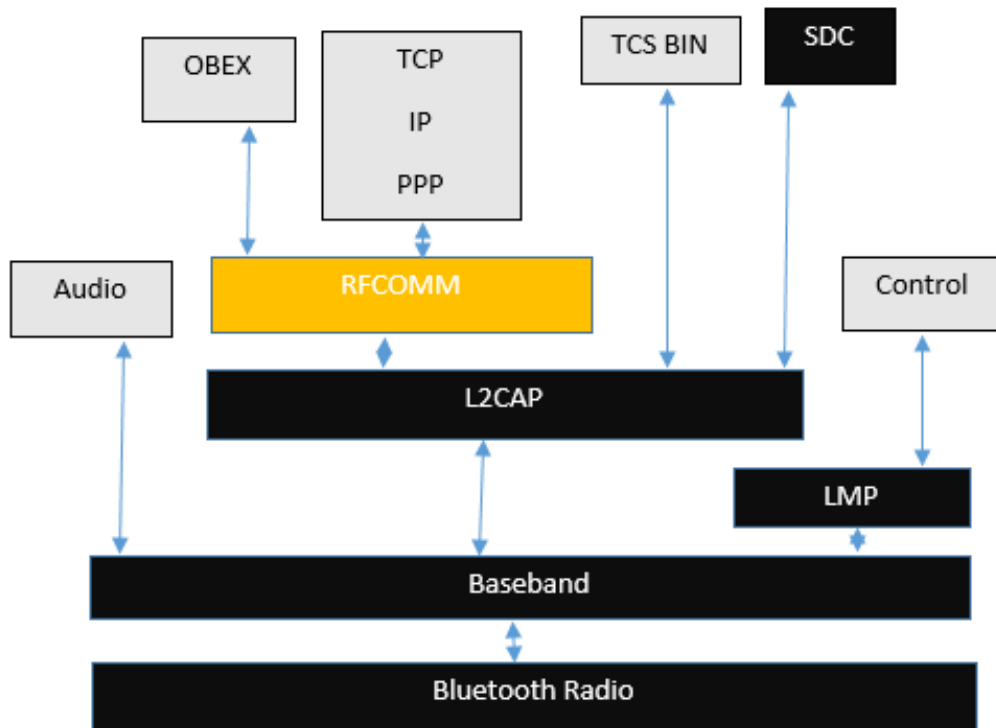 OBEX
TCP
IP
PPP
TCS BIN
SDC
Audio
RFCOMM
Control
L2CAP
LMP
Baseband
Bluetooth Radio